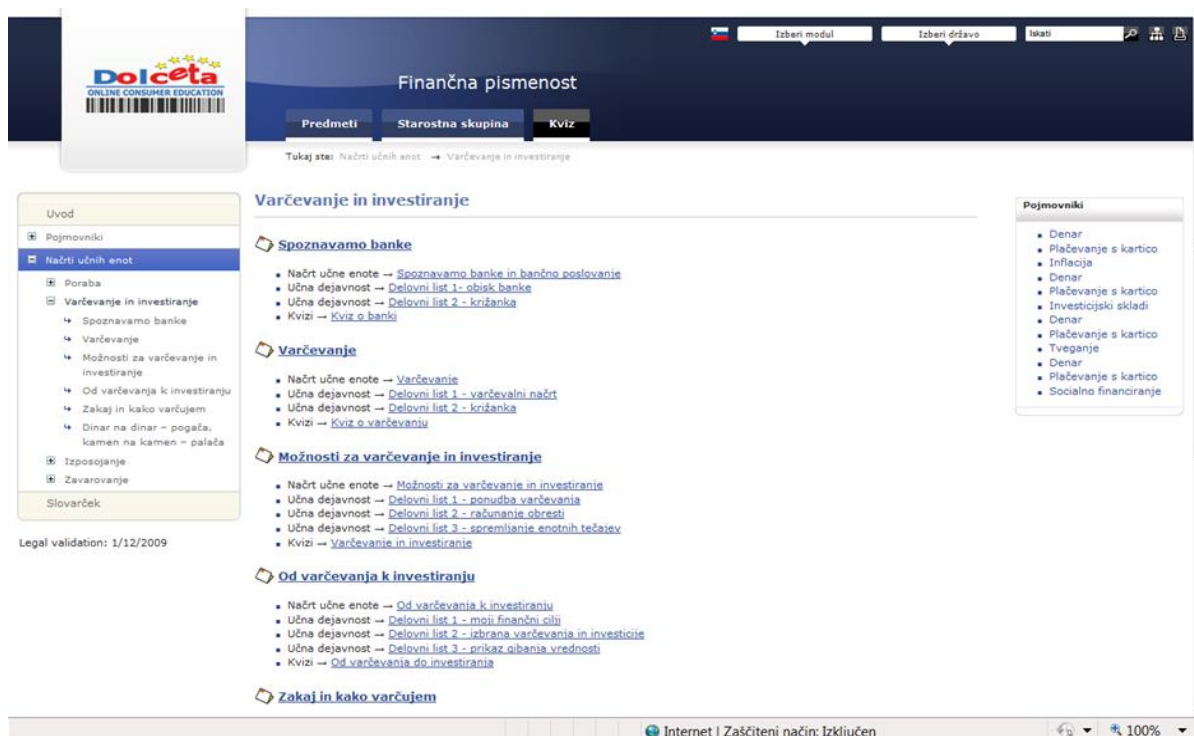 Izberi modul
Izberi državo
Iskati
Dolceta
ONLINE CONSUMER EDUCATION
Finančna pismenost
Predmeti
Starostna skupina
Kviz
Tukaj ste: Načrti učnih enot → Varčevanje in investiranje
Uvod
Pojmovniki
Načrti učnih enot
Poraba
Varčevanje in investiranje
Spoznavamo banke
Varčevanje
Možnosti za varčevanje in
investiranje
Od varčevanja k investiranju
Zakaj in kako varčujem
Dinar na dinar – pogača,
kamen na kamen – palača
Izposojanje
Zavarovanje
Slovarček
Legal validation: 1/12/2009
Varčevanje in investiranje
Spoznavamo banke
Načrt učne enote → Spoznavamo banke in bančno poslovanje
Učna dejavnost → Delovni list 1- obisk banke
Učna dejavnost → Delovni list 2 - križanka
Kvizi → Kviz o banki
Varčevanje
Načrt učne enote → Varčevanje
Učna dejavnost → Delovni list 1 - varčevalni načrt
Učna dejavnost → Delovni list 2 - križanka
Kvizi → Kviz o varčevanju
Možnosti za varčevanje in investiranje
Načrt učne enote → Možnosti za varčevanje in investiranje
Učna dejavnost → Delovni list 1 - ponudba varčevanja
Učna dejavnost → Delovni list 2 - računanje obresti
Učna dejavnost → Delovni list 3 - spremljanje enotnih tečajev
Kvizi → Varčevanje in investiranje
Od varčevanja k investiranju
Načrt učne enote → Od varčevanja k investiranju
Učna dejavnost → Delovni list 1 - moji finančni cilji
Učna dejavnost → Delovni list 2 - izbrana varčevanja in investicije
Učna dejavnost → Delovni list 3 - prikaz gibanja vrednosti
Kvizi → Od varčevanja do investiranja
Zakaj in kako varčujem
Pojmovniki
Denar
Plačevanje s kartico
Inflacija
Denar
Plačevanje s kartico
Investicijski skladi
Denar
Plačevanje s kartico
Tveganje
Denar
Plačevanje s kartico
Socialno financiranje
Internet | Zaščiteni način: Izključen
100%